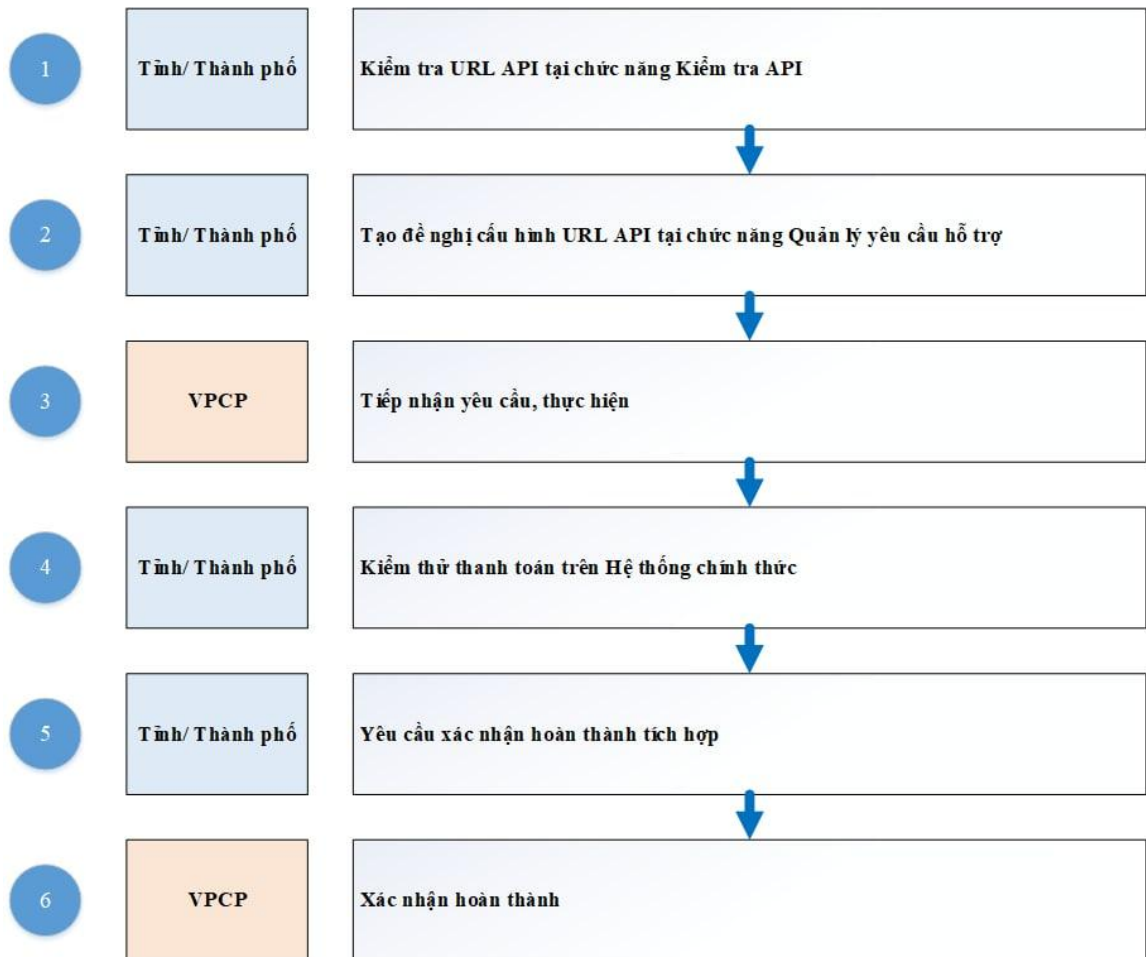 1
Tỉnh/ Thành phố
Kiểm tra URL API tại chức năng Kiểm tra API
2
Tỉnh/ Thành phố
Tạo đề nghị cấu hình URL API tại chức năng Quản lý yêu cầu hỗ trợ
3
VPCP
Tiếp nhận yêu cầu, thực hiện
4
Tỉnh/ Thành phố
Kiểm thử thanh toán trên Hệ thống chính thức
5
Tỉnh/ Thành phố
Yêu cầu xác nhận hoàn thành tích hợp
6
VPCP
Xác nhận hoàn thành